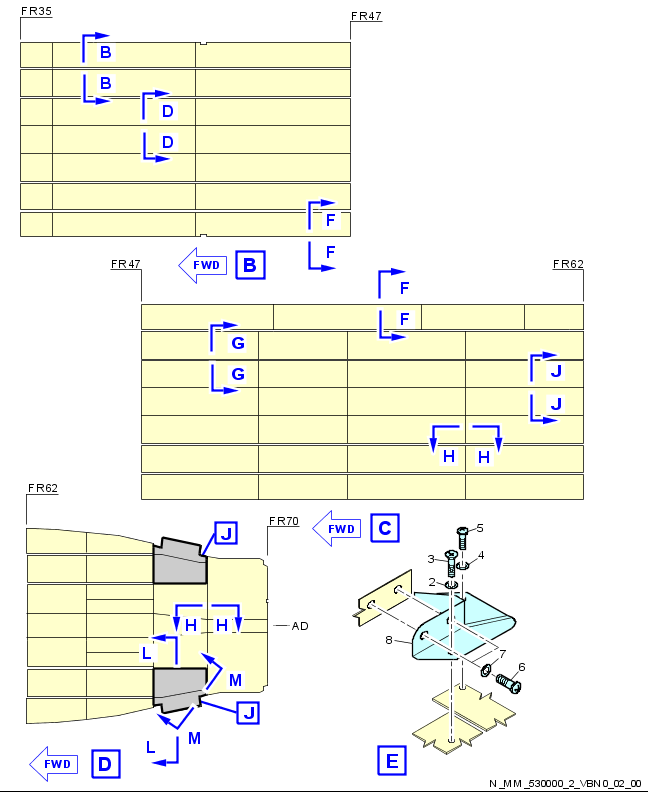 FR35
FR47
B
B
D
D
F
F
FWD B
FR47
FR62
F
F
G
G
J
J
H H
FR62
FR70
FWD C
J
5
3
4
2
H H
AD
8
L
7
M
6
J
L
M
FWD D
E
N_MM_530000_2_VBN0_02_00